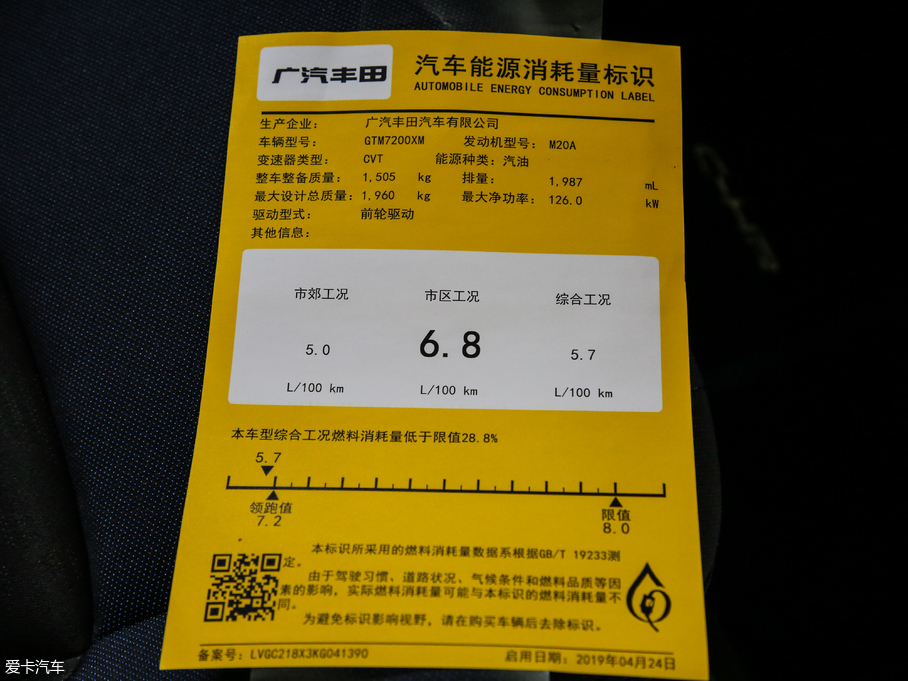 广汽丰田
汽车能源消耗量标识
AUTOMOBILE ENERGY CONSUMPTION LABEL
生产企业： 广汽丰田汽车有限公司
车辆型号： GTM7200XM 发动机型号： M20A
变速器类型： CVT 能源种类：汽油
整车整备质量： 1,505 kg 排量： 1,987 mL
最大设计总质量：1,960 kg 最大净功率： 126.0 kW
驱动型式： 前轮驱动
其他信息：
市郊工况 市区工况 综合工况
5.0 6.8 5.7
L/100 km L/100 km L/100 km
本车型综合工况燃料消耗量低于限值28.8%
5.7
领跑值 限值
7.2 8.0
本标识所采用的燃料消耗量数据系根据GB/T 19233测
定。
由于驾驶习惯、道路状况、气候条件和燃料品质等因
素的影响，实际燃料消耗量可能与本标识的燃料消耗量不
同。
为避免标识影响视野，请在购买车辆后去除标识。
备案号：LVGC218X3KG041390 启用日期：2019年04月24日
爱卡汽车